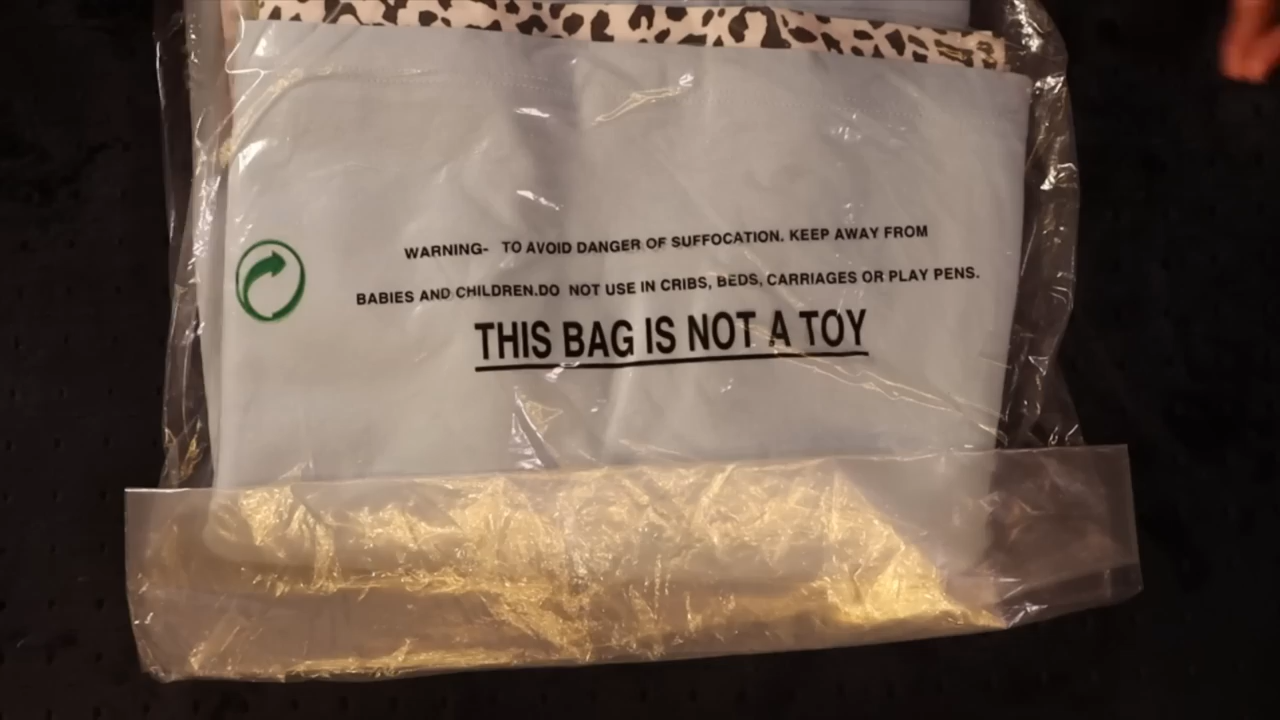 WARNING- TO AVOID DANGER OF SUFFOCATION. KEEP AWAY FROM
BABIES AND CHILDREN.DO NOT USE IN CRIBS, BEDS, CARRIAGES OR PLAY PENS.
THIS BAG IS NOT A TOY